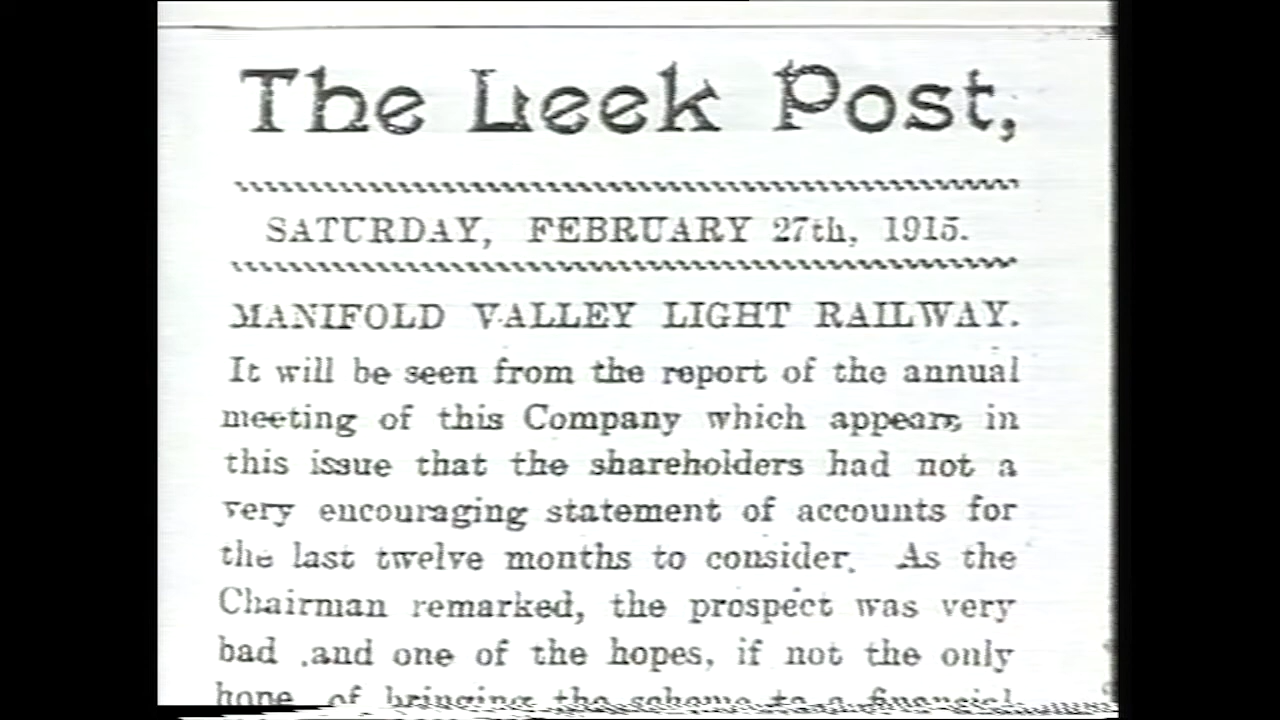 The Leek Post,
SATURDAY, FEBRUARY 27th, 1915.
MANIFOLD VALLEY LIGHT RAILWAY.
It will be seen from the report of the annual
meeting of this Company which appears in
this issue that the shareholders had not a
very encouraging statement of accounts for
the last twelve months to consider. As the
Chairman remarked, the prospect was very
bad ,and one of the hopes, if not the only
hope of bringing the scheme to a financial